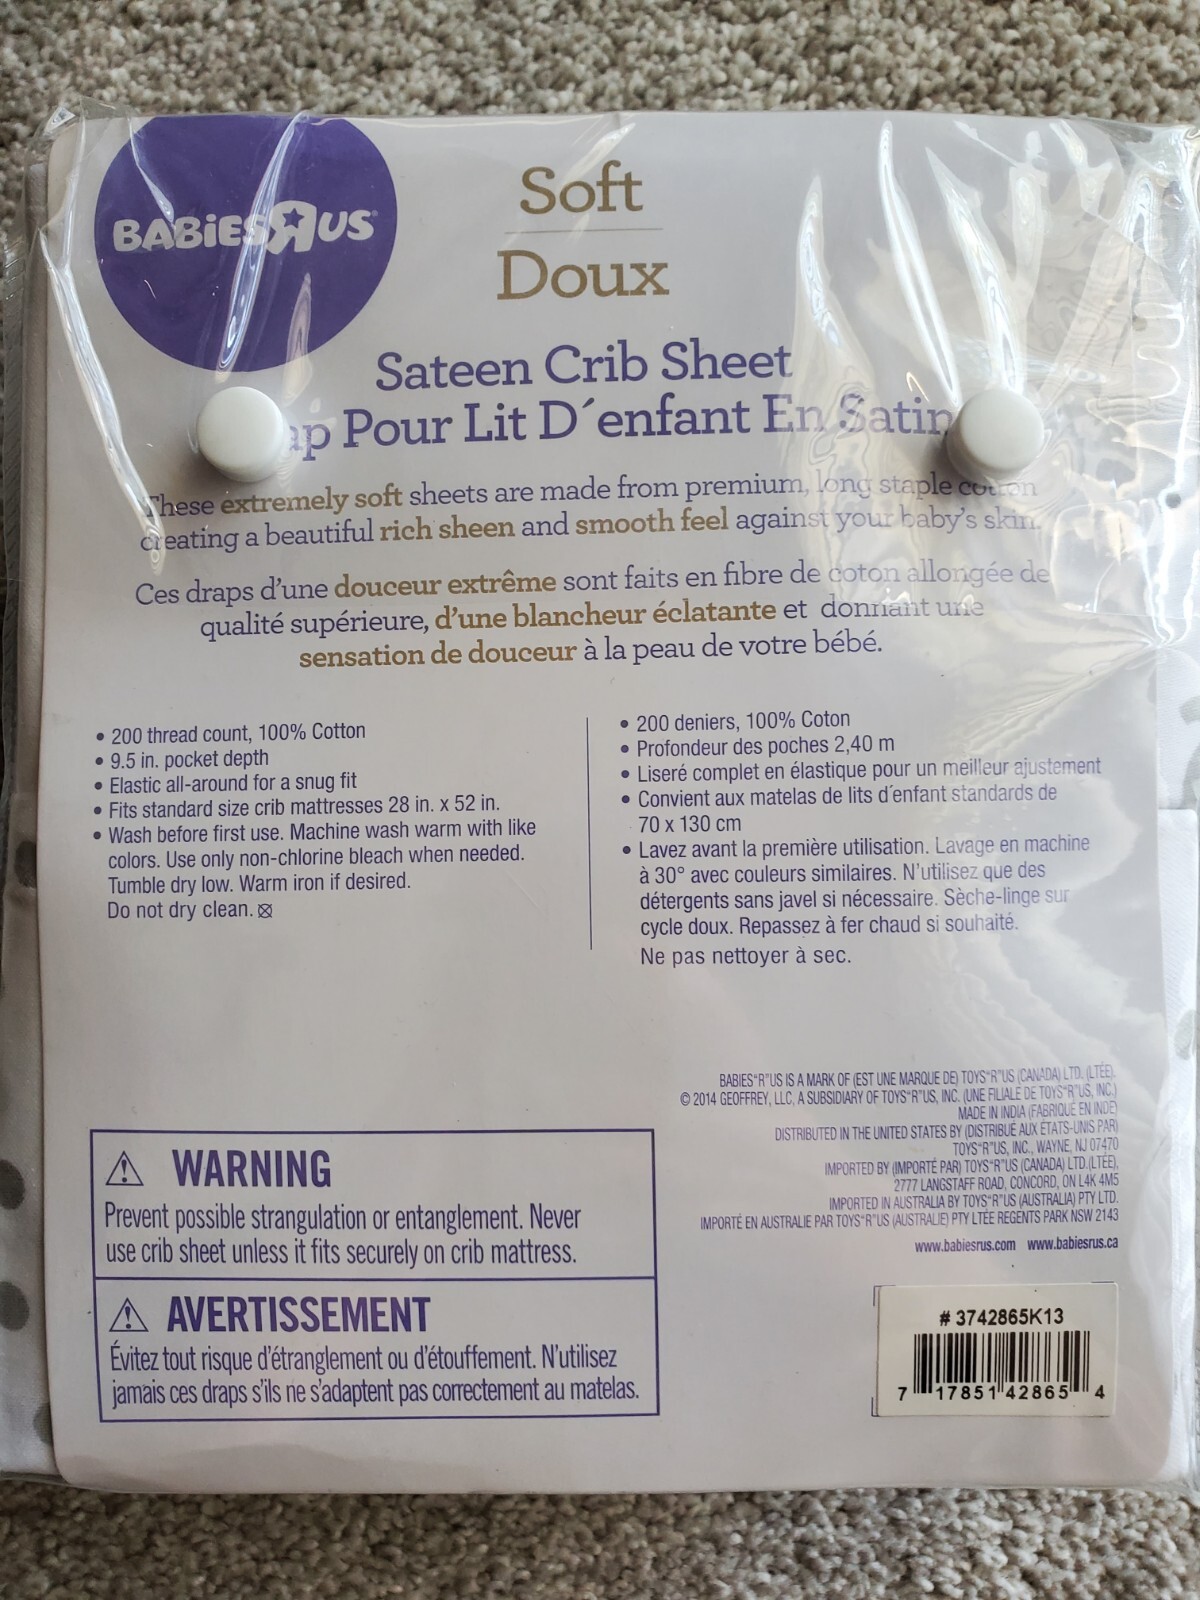 BABIES R US
Soft
Doux
Sateen Crib Sheet
ap Pour Lit D´enfant En Satin
These extremely soft sheets are made from premium, long staple cotton
creating a beautiful rich sheen and smooth feel against your baby's skin.
Ces draps d'une douceur extrême sont faits en fibre de coton allongée de
qualité supérieure, d'une blancheur éclatante et donnant une
sensation de douceur à la peau de votre bébé.
• 200 thread count, 100% Cotton
• 9.5 in. pocket depth
• Elastic all-around for a snug fit
• Fits standard size crib mattresses 28 in. x 52 in.
• Wash before first use. Machine wash warm with like
colors. Use only non-chlorine bleach when needed.
Tumble dry low. Warm iron if desired.
Do not dry clean.
• 200 deniers, 100% Coton
• Profondeur des poches 2,40 m
• Liseré complet en élastique pour un meilleur ajustement
• Convient aux matelas de lits d´enfant standards de
70 x 130 cm
• Lavez avant la première utilisation. Lavage en machine
à 30° avec couleurs similaires. N'utilisez que des
détergents sans javel si nécessaire. Sèche-linge sur
cycle doux. Repassez à fer chaud si souhaité.
Ne pas nettoyer à sec.
BABIES"R"US IS A MARK OF (EST UNE MARQUE DE) TOYS"R"US (CANADA) LTD. (LTÉE).
© 2014 GEOFFREY, LLC, A SUBSIDIARY OF TOYS"R"US, INC. (UNE FILIALE DE TOYS"R"US, INC.)
MADE IN INDIA (FABRIQUÉ EN INDE)
DISTRIBUTED IN THE UNITED STATES BY (DISTRIBUÉ AUX ÉTATS-UNIS PAR)
TOYS"R"US, INC., WAYNE, NJ 07470
IMPORTED BY (IMPORTÉ PAR) TOYS"R"US (CANADA) LTD.(LTÉE),
2777 LANGSTAFF ROAD, CONCORD, ON L4K 4M5
IMPORTED IN AUSTRALIA BY TOYS"R"US (AUSTRALIA) PTY LTD.
IMPORTÉ EN AUSTRALIE PAR TOYS"R"US (AUSTRALIE) PTY LTÉE REGENTS PARK NSW 2143
www.babiesrus.com www.babiesrus.ca
⚠ WARNING
Prevent possible strangulation or entanglement. Never
use crib sheet unless it fits securely on crib mattress.
⚠ AVERTISSEMENT
Évitez tout risque d'étranglement ou d'étouffement. N'utilisez
jamais ces draps s'ils ne s'adaptent pas correctement au matelas.
# 3742865K13
7 17851 42865 4